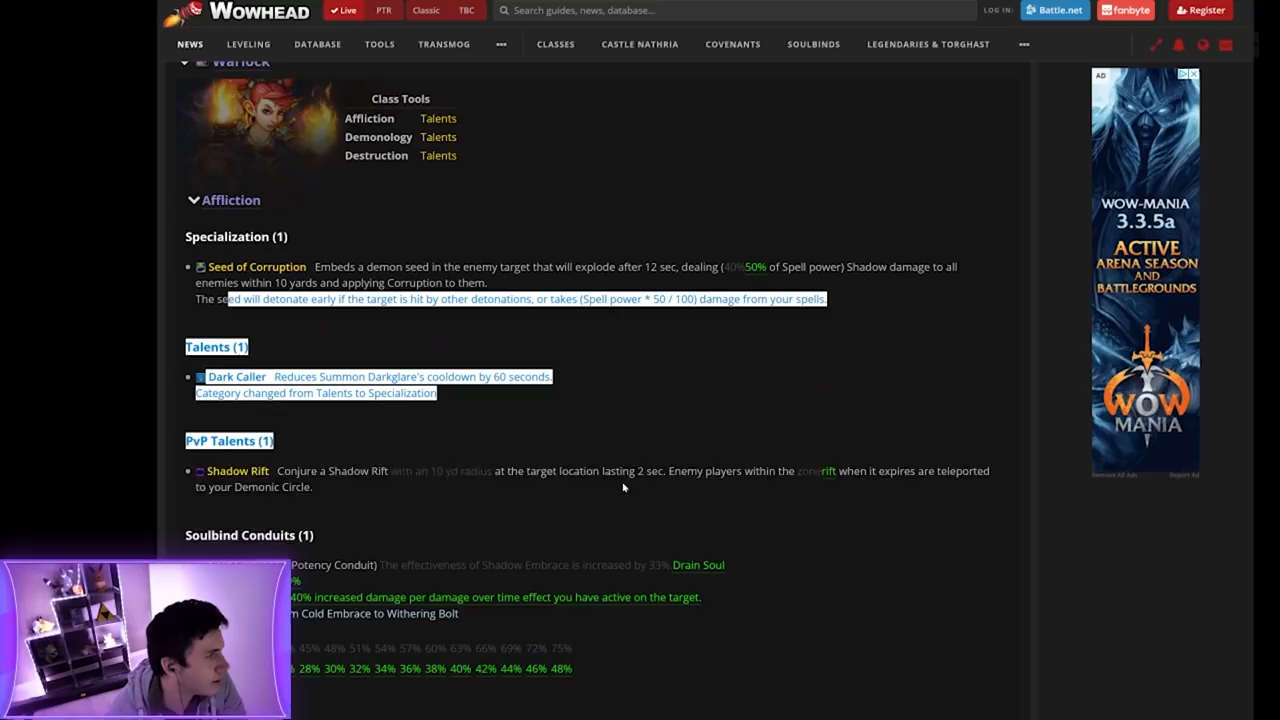 WOWHEAD
Live PTR Classic TBC
Search guides, news, database...
LOG IN: Battle.net fanbyte Register
NEWS LEVELING DATABASE TOOLS TRANSMOG ••• CLASSES CASTLE NATHRIA COVENANTS SOULBINDS LEGENDARIES & TORGHAST •••
Warlock
Class Tools
Affliction Talents
Demonology Talents
Destruction Talents
Affliction
Specialization (1)
Seed of Corruption Embeds a demon seed in the enemy target that will explode after 12 sec, dealing (40%50% of Spell power) Shadow damage to all
enemies within 10 yards and applying Corruption to them.
The seed will detonate early if the target is hit by other detonations, or takes (Spell power * 50 / 100) damage from your spells.
Talents (1)
Dark Caller Reduces Summon Darkglare's cooldown by 60 seconds.
Category changed from Talents to Specialization
PvP Talents (1)
Shadow Rift Conjure a Shadow Rift with an 10 yd radius at the target location lasting 2 sec. Enemy players within the zonerift when it expires are teleported
to your Demonic Circle.
Soulbind Conduits (1)
Potency Conduit) The effectiveness of Shadow Embrace is increased by 33%.Drain Soul
%
40% increased damage per damage over time effect you have active on the target.
m Cold Embrace to Withering Bolt
45% 48% 51% 54% 57% 60% 63% 66% 69% 72% 75%
% 28% 30% 32% 34% 36% 38% 40% 42% 44% 46% 48%
AD
WOW-MANIA
3.3.5a
ACTIVE
ARENA SEASON
AND
BATTLEGROUNDS
WOW
MANIA
Remove All Ads Report Ad